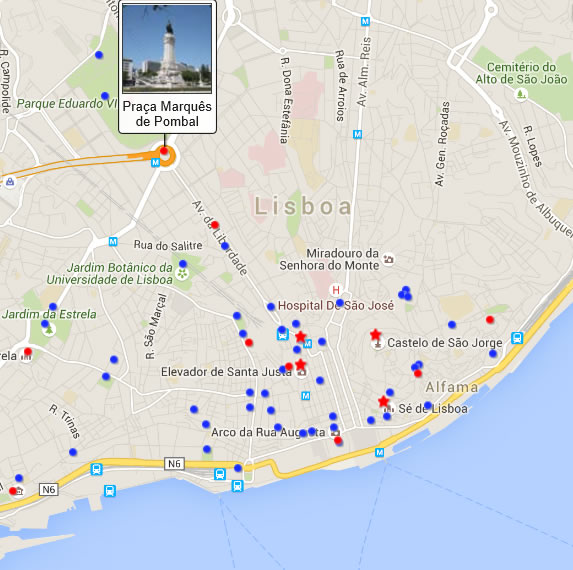 Praça Marquês
de Pombal
R. Campolide
Parque Eduardo VI
R. Dona Estefânia
Rua de Arroios
Av. Alm. Reis
Cemitério do
Alto de São João
Av. Gen. Roçadas
R. Lopes
Av. Mouzinho de Albuquer
M
M
M
Lisboa
Av. da Liberdade
Rua do Salitre
M
Jardim Botânico da
Universidade de Lisboa
Miradouro da
Senhora do Monte
H
Hospital De São José
Jardim da Estrela
R. São Marçal
rela
M
Castelo de São Jorge
Elevador de Santa Justa
Alfama
M
Sé de Lisboa
R. Trinas
Arco da Rua Augusta
M
N6
N6